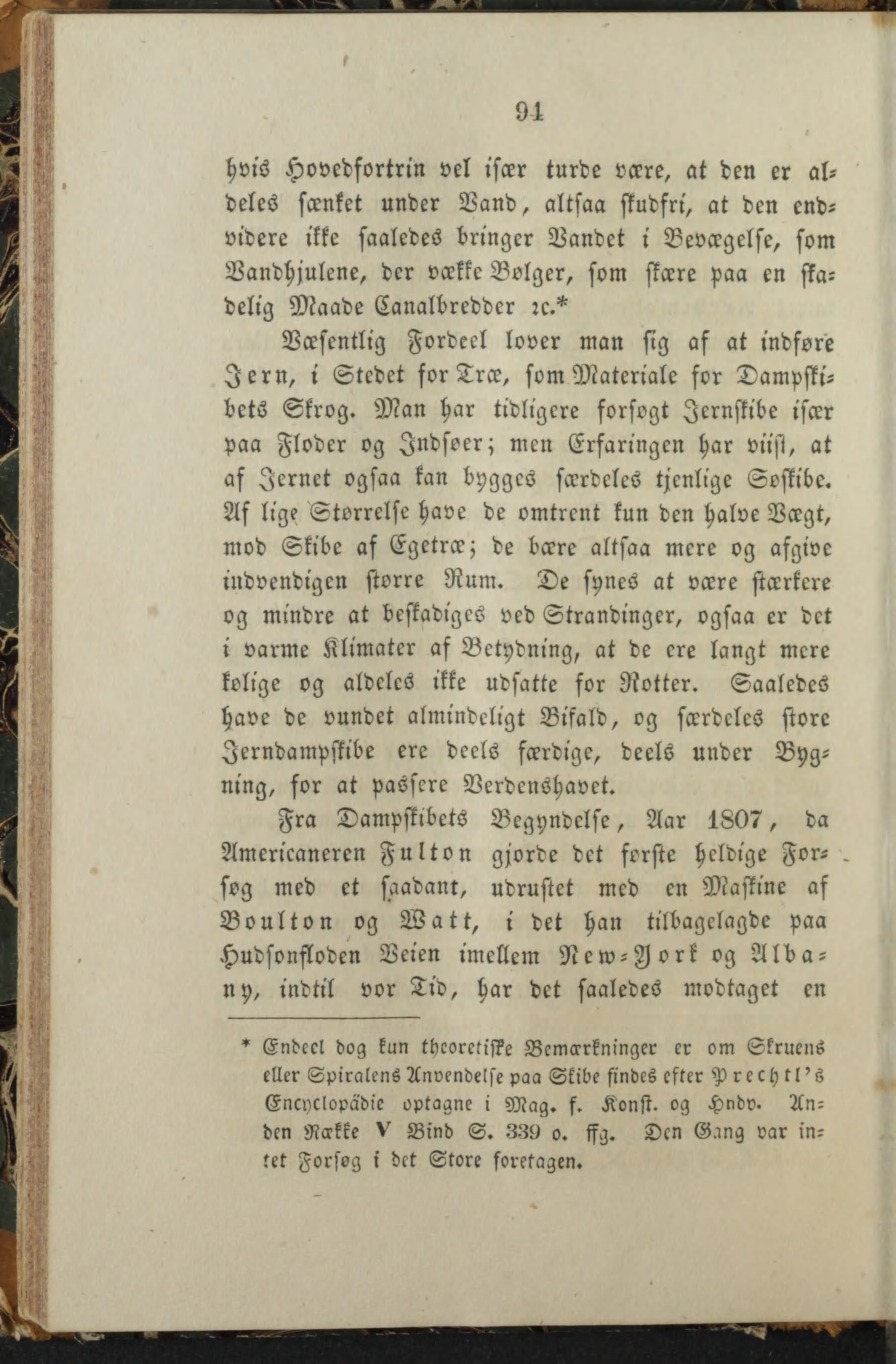 94
hvis Hovedfortrin vel især turde være, at den er al=
deles sænket under Vand, altsaa skudfri, at den end=
videre ikke saaledes bringer Vandet i Bevægelse, som
Vandhjulene, der vække Bølger, som skære paa en ska=
delig Maade Canalbredder ꝛc.*
Væsentlig Fordeel lover man sig af at indføre
Jern, i Stedet for Træ, som Materiale for Dampski=
bets Skrog. Man har tidligere forsøgt Jernskibe især
paa Floder og Indsøer; men Erfaringen har viist, at
af Jernet ogsaa kan bygges særdeles tjenlige Søskibe.
Af lige Størrelse have de omtrent kun den halve Vægt,
mod Skibe af Egetræ; de bære altsaa mere og afgive
indvendigen større Rum. De synes at være stærkere
og mindre at beskadiges ved Strandinger, ogsaa er det
i varme Klimater af Betydning, at de ere langt mere
kølige og aldeles ikke udsatte for Rotter. Saaledes
have de vundet almindeligt Bifald, og særdeles store
Jerndampskibe ere deels færdige, deels under Byg=
ning, for at passere Verdenshavet.
Fra Dampskibets Begyndelse, Aar 1807, da
Americaneren Fulton gjorde det første heldige For=
søg med et saadant, udrustet med en Maskine af
Boulton og Watt, i det han tilbagelagde paa
Hudsonfloden Veien imellem New=York og Alba=
ny, indtil vor Tid, har det saaledes modtaget en
* Endeel dog kun theoretiske Bemærkninger er om Skruens
eller Spiralens Anvendelse paa Skibe findes efter Prechtl's
Encyclopädie optagne i Mag. f. Konst. og Hndv. An=
den Række V Bind S. 339 o. ffg. Den Gang var in=
tet Forsøg i det Store foretagen.